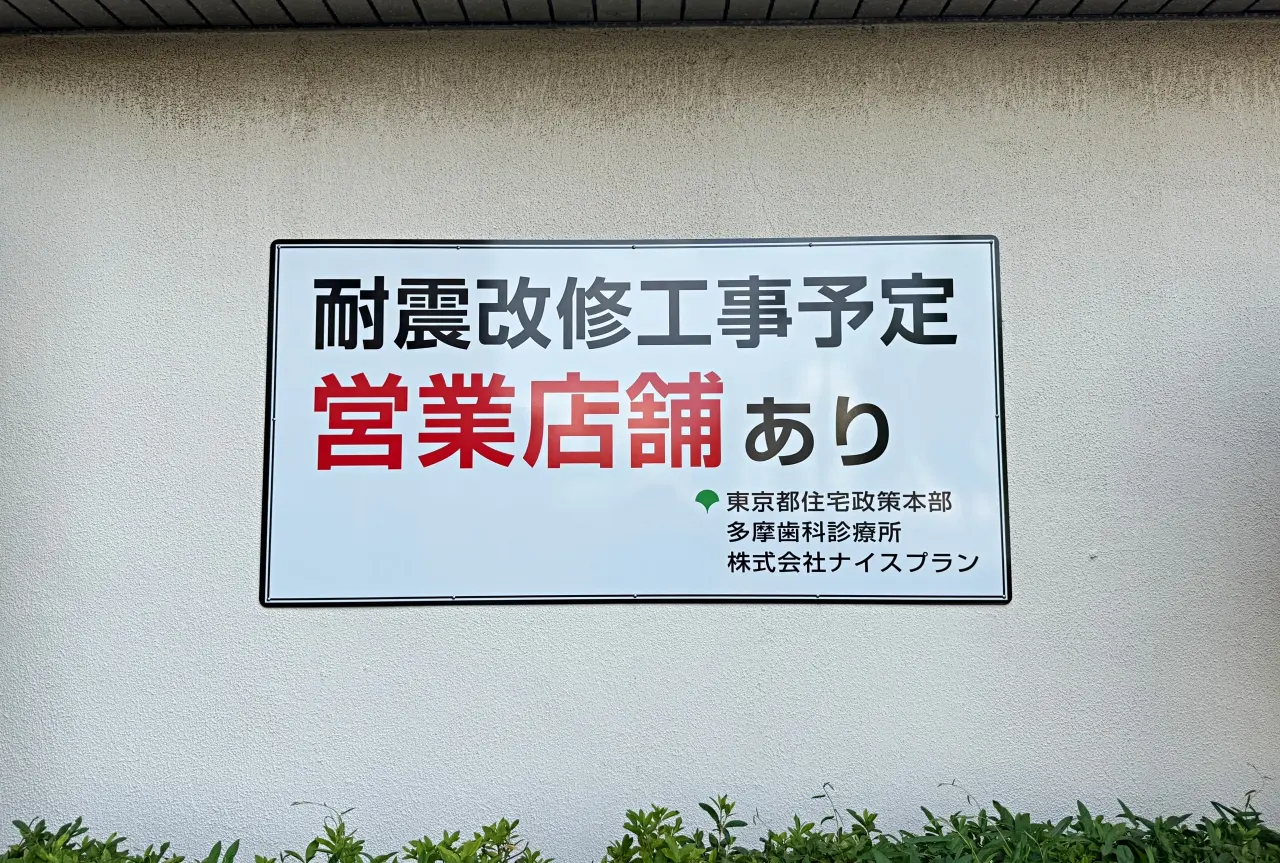 耐震改修工事予定
営業店舗あり
東京都住宅政策本部
多摩歯科診療所
株式会社ナイスプラン